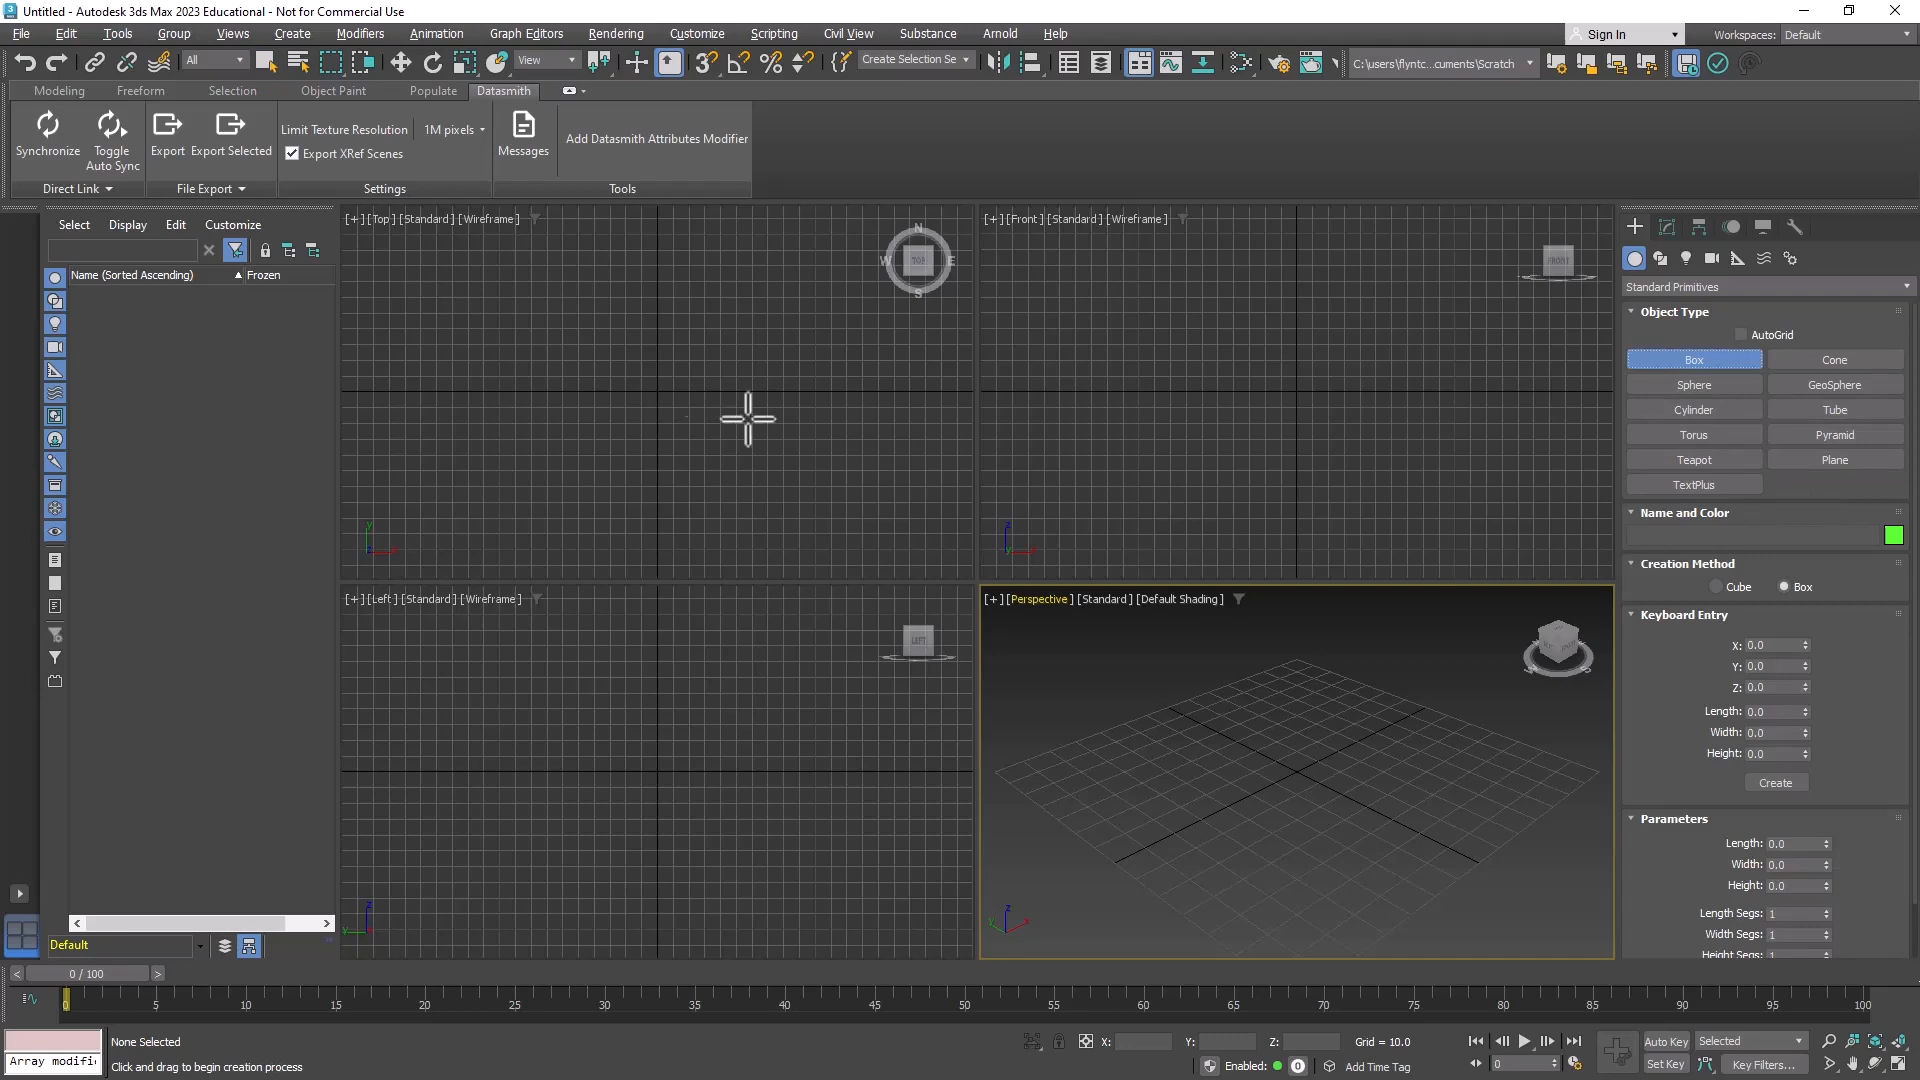 Untitled - Autodesk 3ds Max 2023 Educational - Not for Commercial Use
File Edit Tools Group Views Create Modifiers Animation Graph Editors Rendering Customize Scripting Civil View Substance Arnold Help
Sign In Workspaces: Default
All View Create Selection Se C:\users\flyntc...cuments\Scratch
Modeling Freeform Selection Object Paint Populate Datasmith
Limit Texture Resolution 1M pixels
Add Datasmith Attributes Modifier
Synchronize Toggle Auto Sync Export Export Selected Export XRef Scenes Messages
Direct Link File Export Settings Tools
Select Display Edit Customize
Name (Sorted Ascending) Frozen
[+] [Top] [Standard] [Wireframe]
N
W TOP E
S
y
z
x
[+] [Front] [Standard] [Wireframe]
FRONT
z
y
x
[+] [Left] [Standard] [Wireframe]
LEFT
z
y
[+] [Perspective] [Standard] [Default Shading]
z
y
x
Standard Primitives
Object Type
AutoGrid
Box Cone
Sphere GeoSphere
Cylinder Tube
Torus Pyramid
Teapot Plane
TextPlus
Name and Color
Creation Method
Cube Box
Keyboard Entry
X: 0.0
Y: 0.0
Z: 0.0
Length: 0.0
Width: 0.0
Height: 0.0
Create
Parameters
Length: 0.0
Width: 0.0
Height: 0.0
Length Segs: 1
Width Segs: 1
Height Segs: 1
Default
< 0 / 100 >
0 5 10 15 20 25 30 35 40 45 50 55 60 65 70 75 80 85 90 95 100
None Selected X: Y: Z: Grid = 10.0 Auto Key Selected
Array modifi Click and drag to begin creation process Enabled: 0 Add Time Tag 0 Set Key Key Filters...